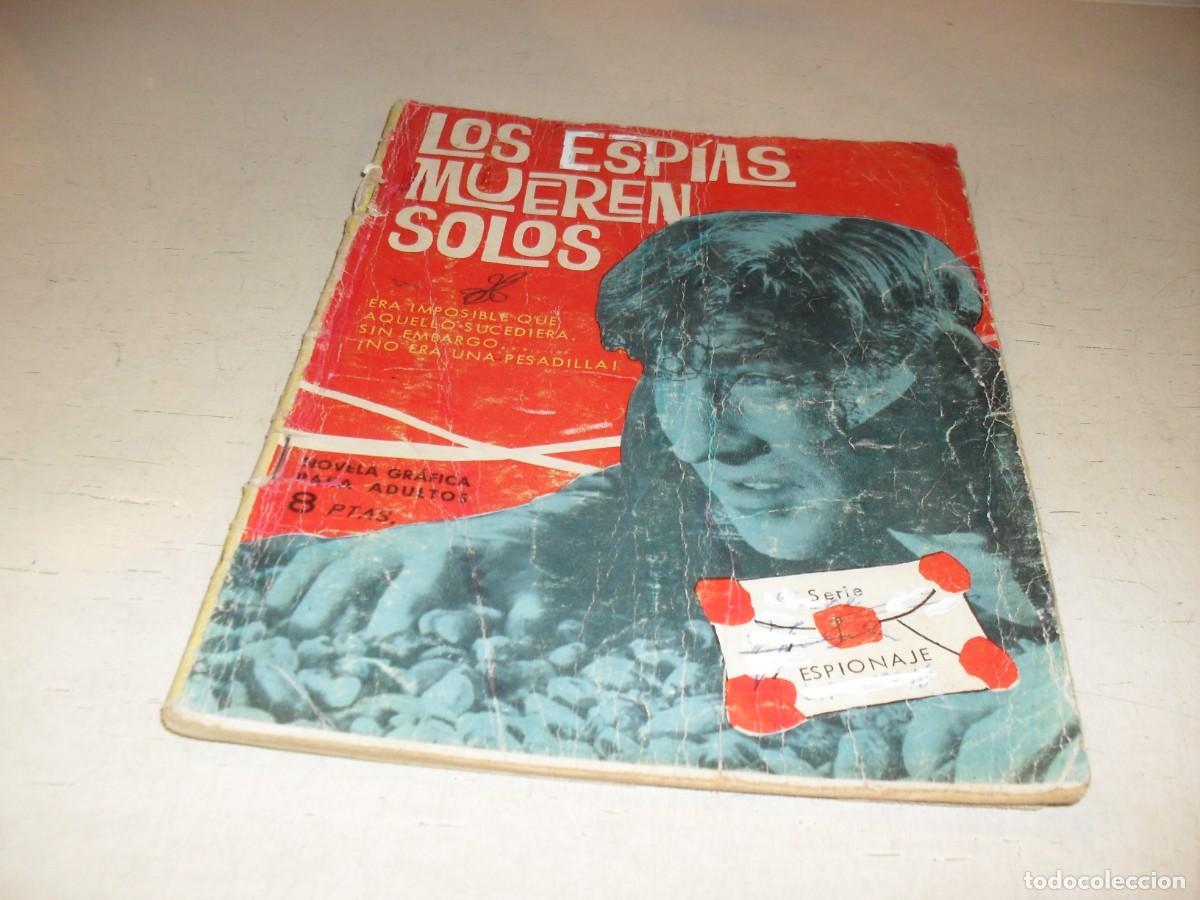 LOS ESPÍAS
MUEREN
SOLOS
ERA IMPOSIBLE QUE
AQUELLO SUCEDIERA.
SIN EMBARGO......
¡NO ERA UNA PESADILLA!
NOVELA GRÁFICA
PARA ADULTOS
8 PTAS.
Serie
ESPIONAJE
todocoleccion